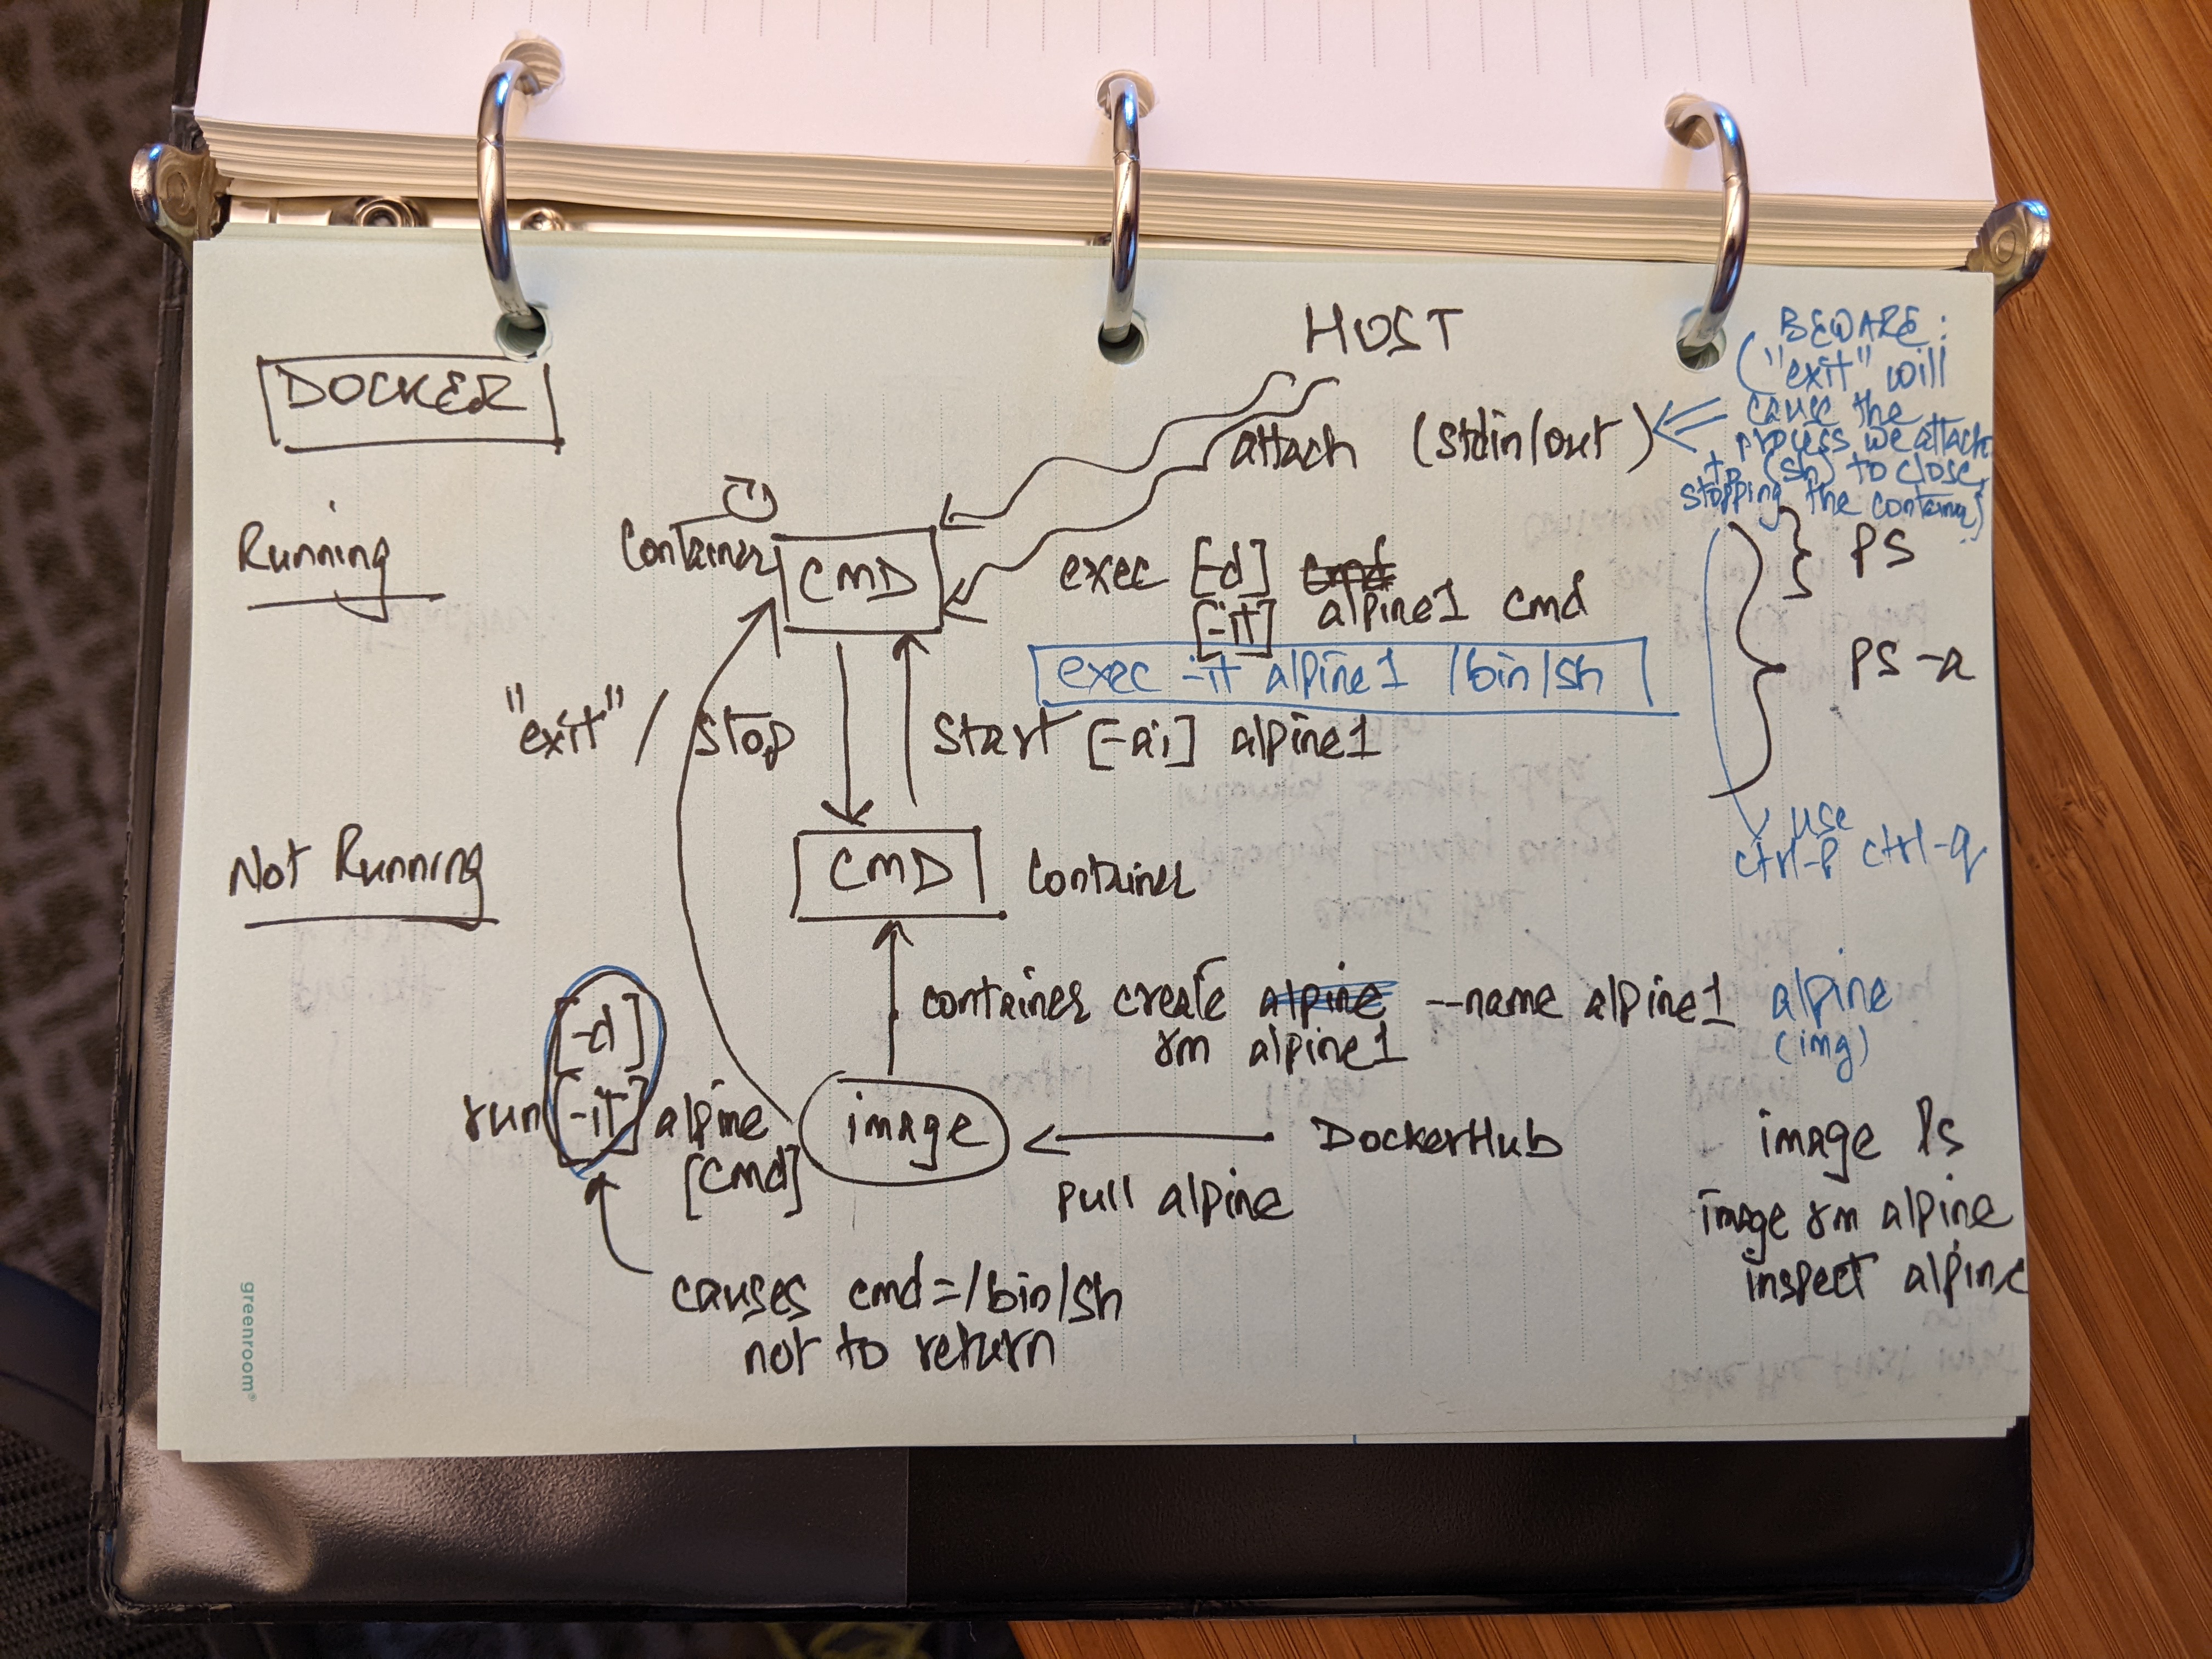 HOST
DOCKER
BEWARE:
("exit" will
cause the
process we attach
to (sh) to close,
stopping the container)
attach (stdin/out)
Running
Container
CMD
exec [-d] cmd
[-it] alpine1 cmd
exec -it alpine1 /bin/sh
ps
ps -a
"exit" / stop
start [-ai] alpine1
use
ctrl-p ctrl-q
Not Running
CMD
Container
container create alpine --name alpine1 alpine
rm alpine1
(img)
[-d]
run [-it] alpine
[cmd]
image
DockerHub
pull alpine
image ls
image rm alpine
inspect alpine
causes cmd=/bin/sh
not to return
greenroom®